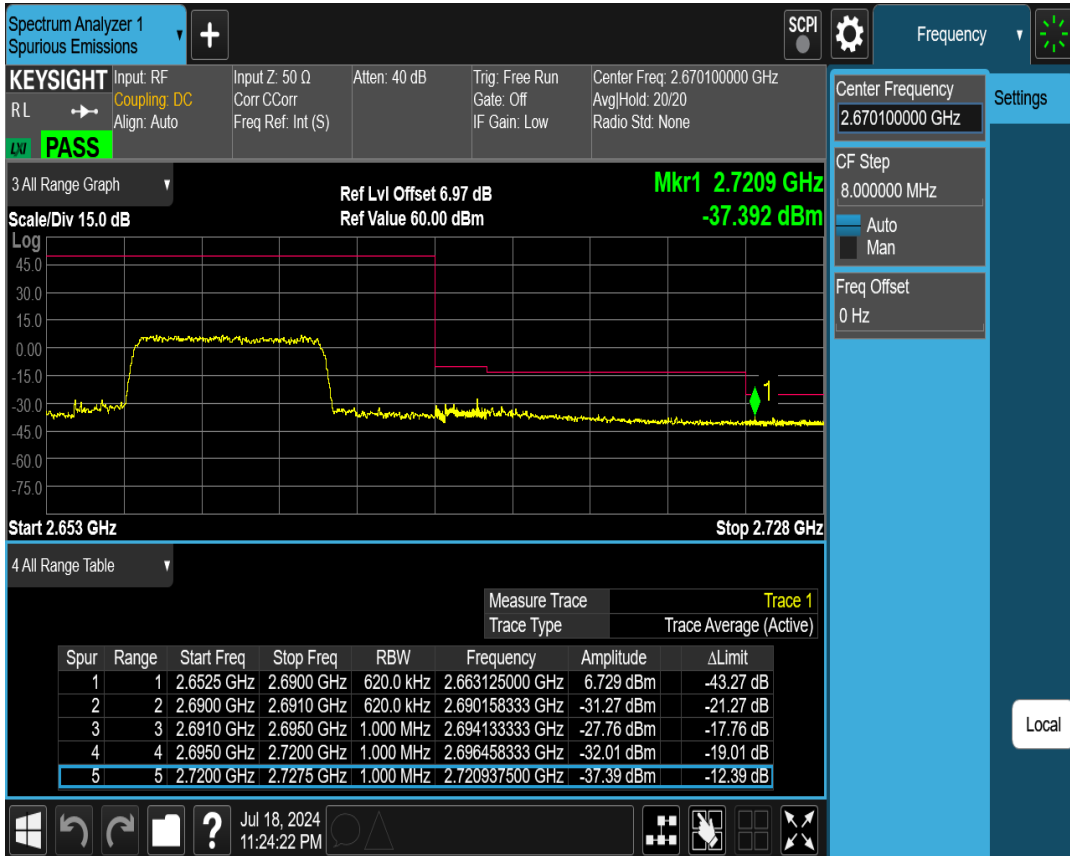 Spectrum Analyzer 1
Spurious Emissions
+
SCPI
Frequency
KEYSIGHT
RL
LXI
PASS
Input: RF
Coupling: DC
Align: Auto
Input Z: 50 Ω
Corr CCorr
Freq Ref: Int (S)
Atten: 40 dB
Trig: Free Run
Gate: Off
IF Gain: Low
Center Freq: 2.670100000 GHz
Avg|Hold: 20/20
Radio Std: None
Center Frequency
2.670100000 GHz
Settings
CF Step
8.000000 MHz
Auto
Man
Freq Offset
0 Hz
3 All Range Graph
Ref Lvl Offset 6.97 dB
Mkr1 2.7209 GHz
Scale/Div 15.0 dB
Ref Value 60.00 dBm
-37.392 dBm
Log
45.0
30.0
15.0
0.00
-15.0
-30.0
-45.0
-60.0
-75.0
1
Start 2.653 GHz
Stop 2.728 GHz
4 All Range Table
Measure Trace Trace 1
Trace Type Trace Average (Active)
Spur Range Start Freq Stop Freq RBW Frequency Amplitude ΔLimit
1 1 2.6525 GHz 2.6900 GHz 620.0 kHz 2.663125000 GHz 6.729 dBm -43.27 dB
2 2 2.6900 GHz 2.6910 GHz 620.0 kHz 2.690158333 GHz -31.27 dBm -21.27 dB
3 3 2.6910 GHz 2.6950 GHz 1.000 MHz 2.694133333 GHz -27.76 dBm -17.76 dB
4 4 2.6950 GHz 2.7200 GHz 1.000 MHz 2.696458333 GHz -32.01 dBm -19.01 dB
5 5 2.7200 GHz 2.7275 GHz 1.000 MHz 2.720937500 GHz -37.39 dBm -12.39 dB
Local
?
Jul 18, 2024
11:24:22 PM